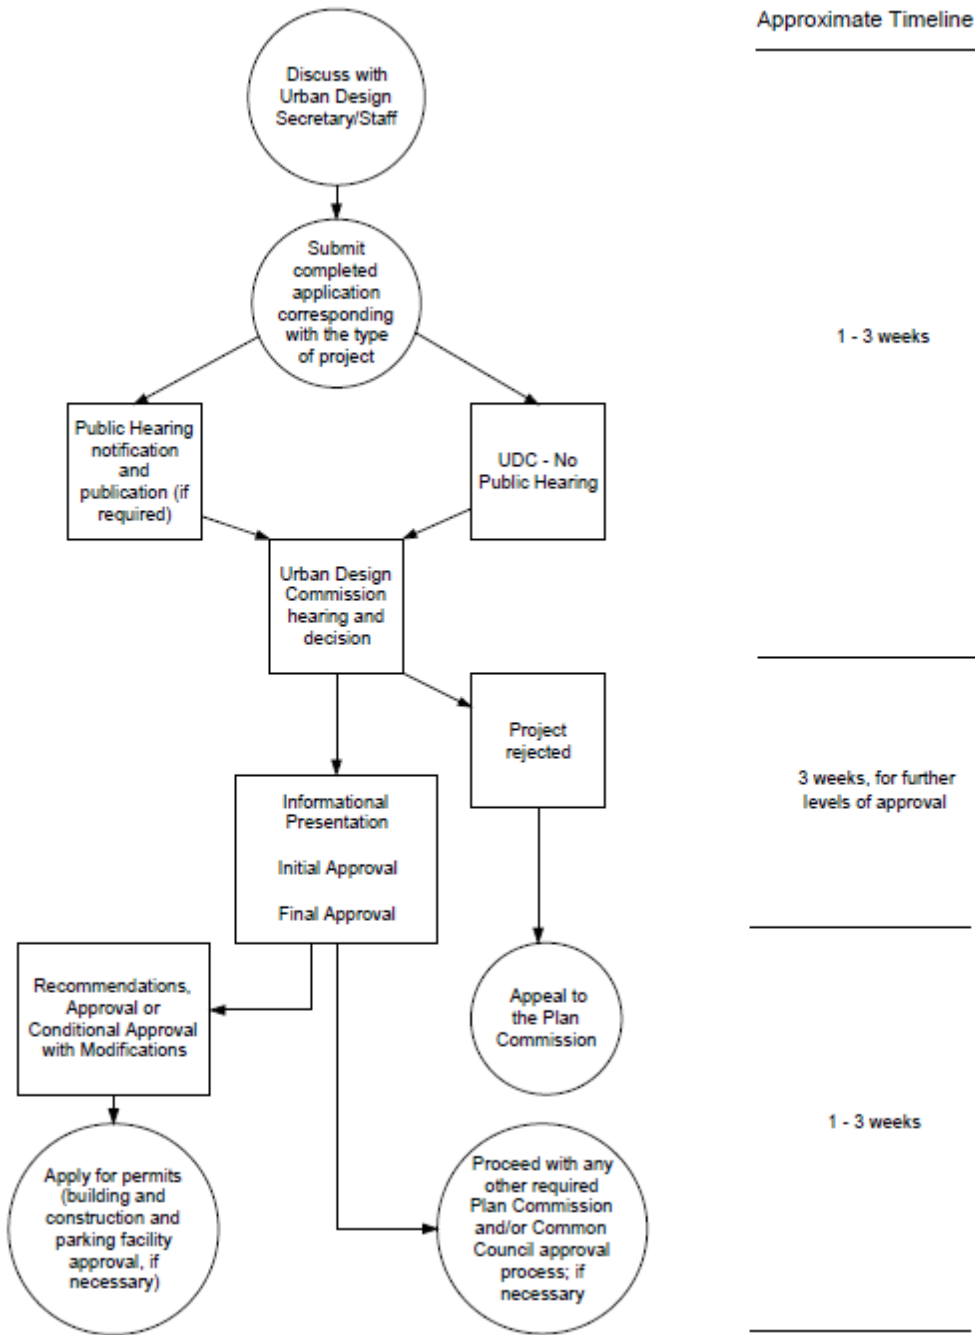 Approximate Timeline
Discuss with
Urban Design
Secretary/Staff
Submit
completed
application
corresponding
with the type
of project
1 - 3 weeks
Public Hearing
notification
and
publication (if
required)
UDC - No
Public Hearing
Urban Design
Commission
hearing and
decision
Project
rejected
3 weeks, for further
levels of approval
Informational
Presentation
Initial Approval
Final Approval
Recommendations,
Approval or
Conditional Approval
with Modifications
Appeal to
the Plan
Commission
1 - 3 weeks
Apply for permits
(building and
construction and
parking facility
approval, if
necessary)
Proceed with any
other required
Plan Commission
and/or Common
Council approval
process; if
necessary